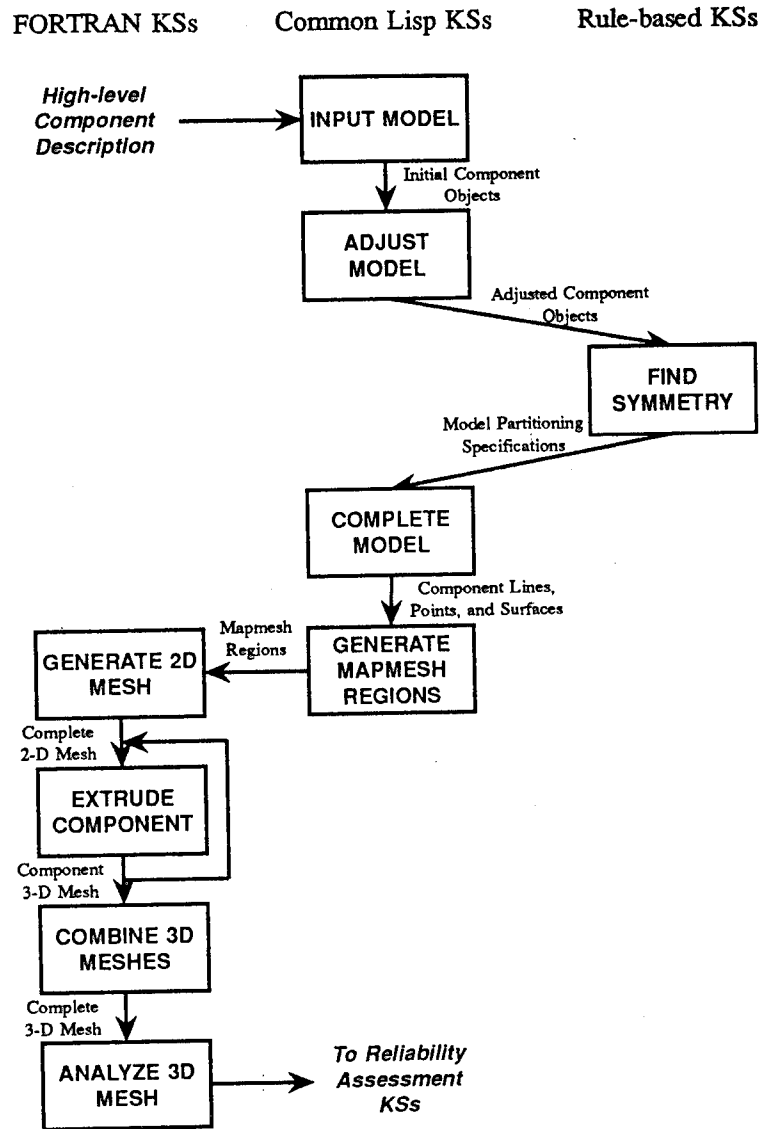 FORTRAN KSs
Common Lisp KSs
Rule-based KSs
High-level
Component
Description
INPUT MODEL
Initial Component
Objects
ADJUST
MODEL
Adjusted Component
Objects
FIND
SYMMETRY
Model Partitioning
Specifications
COMPLETE
MODEL
Component Lines,
Points, and Surfaces
GENERATE
MAPMESH
REGIONS
Mapmesh
Regions
GENERATE 2D
MESH
Complete
2-D Mesh
EXTRUDE
COMPONENT
Component
3-D Mesh
COMBINE 3D
MESHES
Complete
3-D Mesh
ANALYZE 3D
MESH
To Reliability
Assessment
KSs